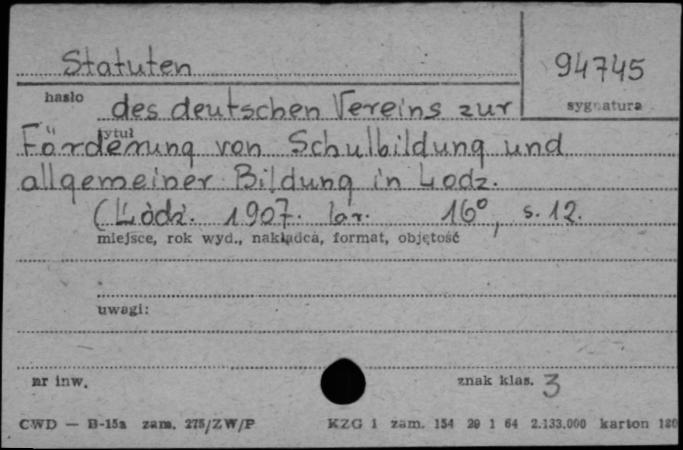 Statuten
94745
hasło
des deutschen Vereins zur
sygnatura
tytuł
Förderung von Schulbildung und
allgemeiner Bildung in Lodz.
(Łódź. 1907. 16°, s. 12.
miejsce, rok wyd., nakładca, format, objętość
uwagi:
nr inw.
znak klas. 3
CWD — B-15a zam. 275/ZW/P
KZG 1 zam. 154 29 1 64 2.133.000 karton